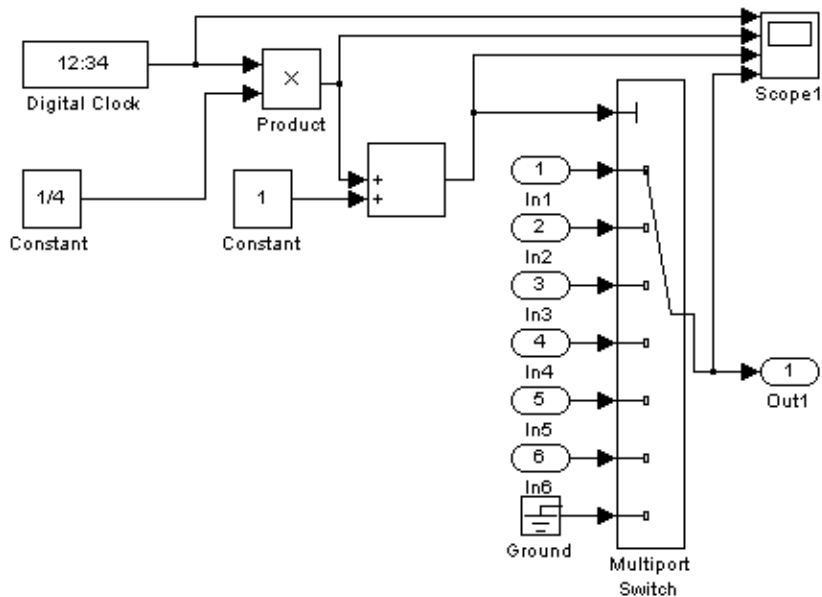 12:34
Digital Clock
×
Product
Scope1
1/4
Constant
1
Constant
+
+
1
In1
2
In2
3
In3
4
In4
5
In5
6
In6
Ground
Multiport
Switch
1
Out1